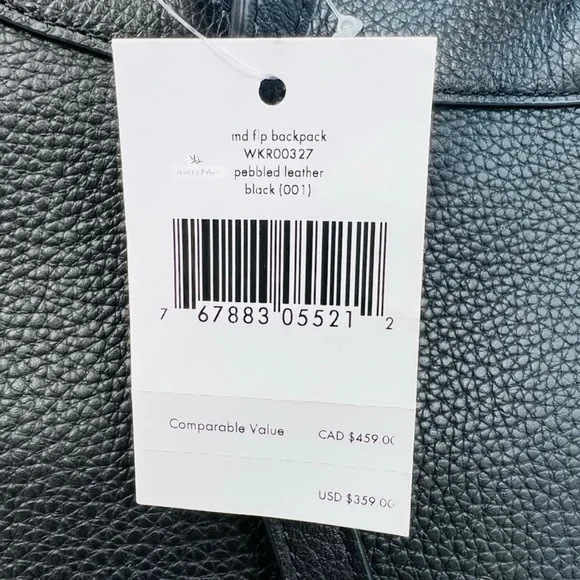 md flp backpack
WKR00327
pebbled leather
black (001)
7 67883 05521 2
Comparable Value CAD $459.00
USD $359.00